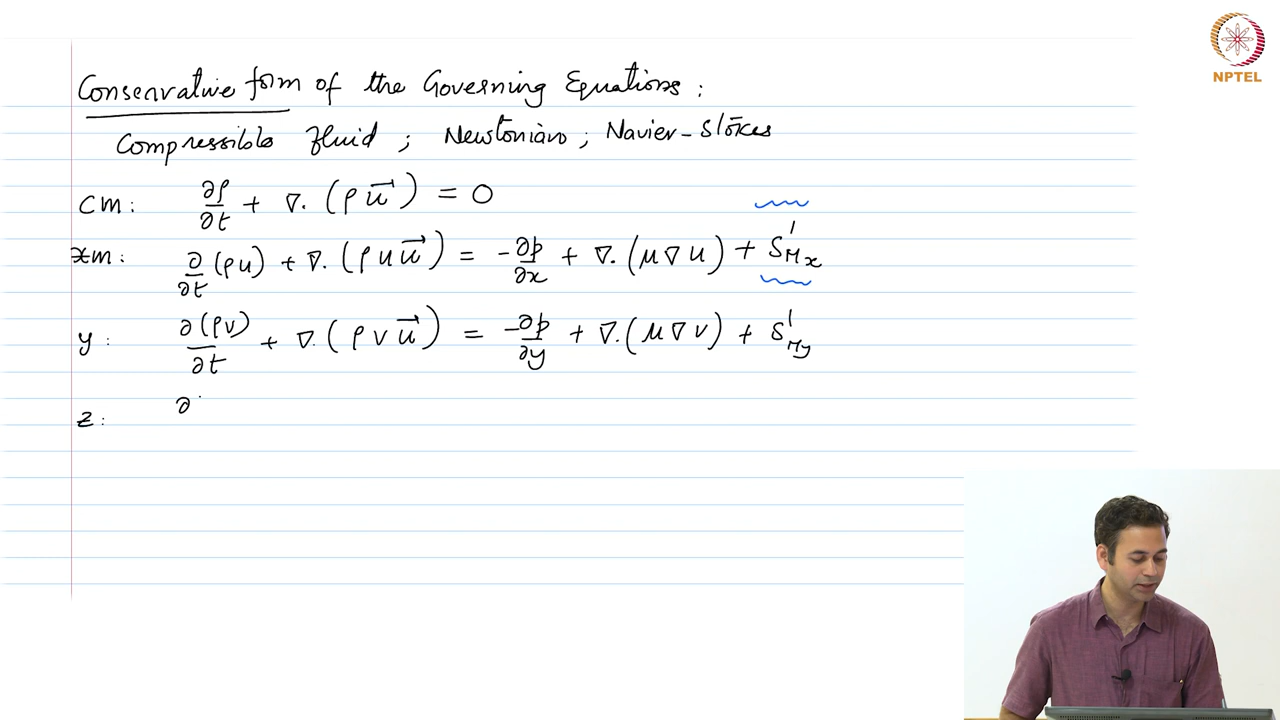 NPTEL
Conservative form of the Governing Equations :
Compressible fluid ; Newtonian ; Navier-Stokes
CM : ∂ρ/∂t + ∇. (ρ u⃗) = 0
xm : ∂/∂t (ρu) + ∇. (ρ u u⃗) = -∂p/∂x + ∇. (μ ∇ u) + S'Mx
y : ∂(ρv)/∂t + ∇. (ρ v u⃗) = -∂p/∂y + ∇. (μ ∇ v) + S'My
z : ∂